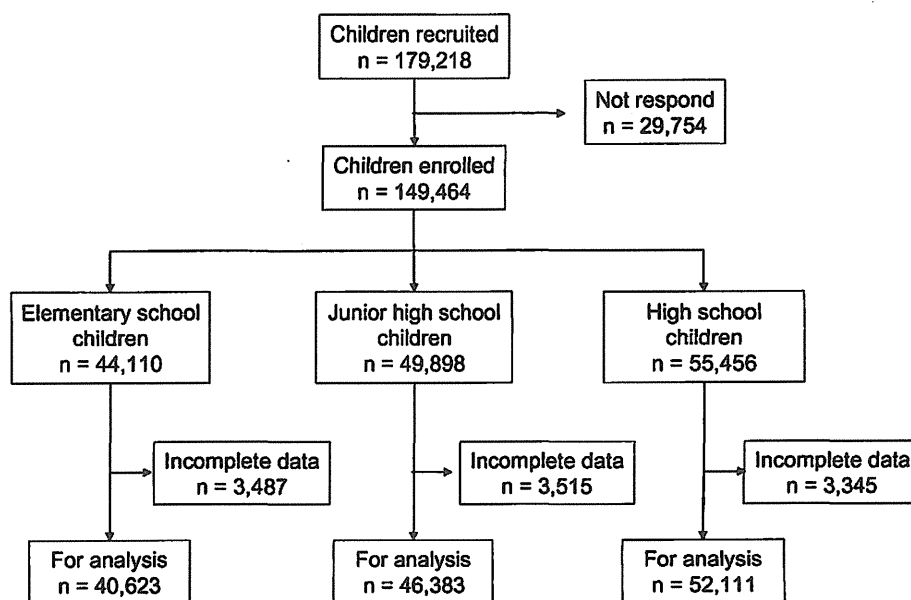 Children recruited
n = 179,218
Not respond
n = 29,754
Children enrolled
n = 149,464
Elementary school
children
n = 44,110
Junior high school
children
n = 49,898
High school
children
n = 55,456
Incomplete data
n = 3,487
Incomplete data
n = 3,515
Incomplete data
n = 3,345
For analysis
n = 40,623
For analysis
n = 46,383
For analysis
n = 52,111